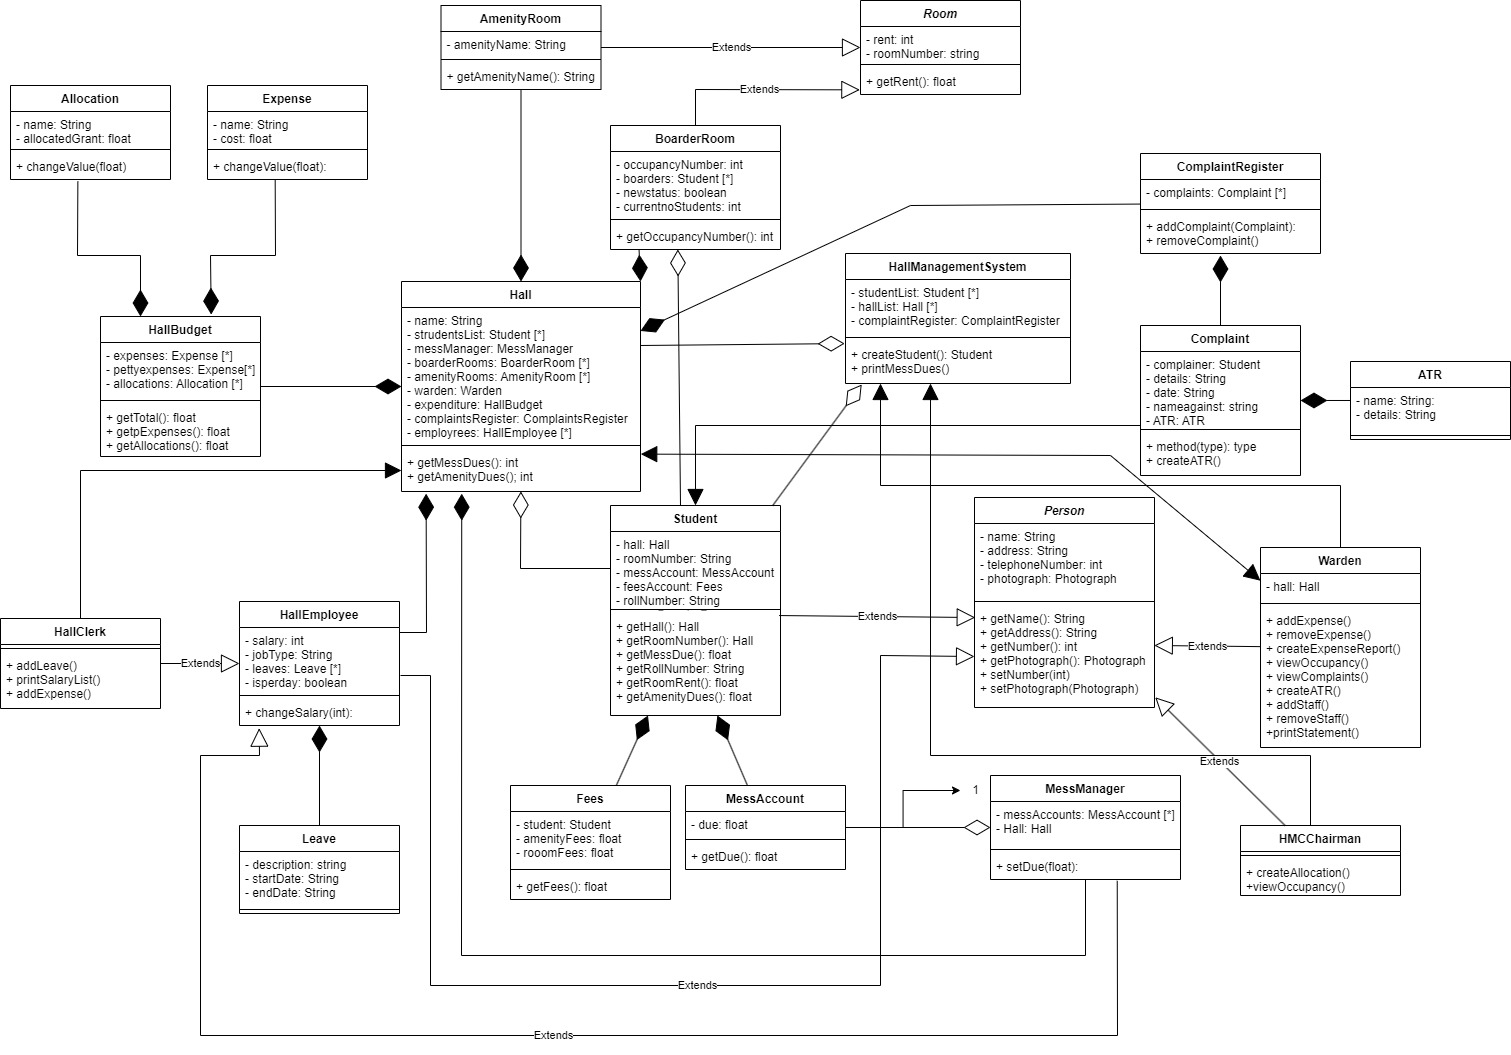 AmenityRoom
- amenityName: String
+ getAmenityName(): String
Extends
Room
- rent: int
- roomNumber: string
+ getRent(): float
Extends
Allocation
- name: String
- allocatedGrant: float
+ changeValue(float)
Expense
- name: String
- cost: float
+ changeValue(float):
BoarderRoom
- occupancyNumber: int
- boarders: Student [*]
- newstatus: boolean
- currentnoStudents: int
+ getOccupancyNumber(): int
ComplaintRegister
- complaints: Complaint [*]
+ addComplaint(Complaint):
+ removeComplaint()
HallManagementSystem
- studentList: Student [*]
- hallList: Hall [*]
- complaintRegister: ComplaintRegister
+ createStudent(): Student
+ printMessDues()
Hall
- name: String
- strudentsList: Student [*]
- messManager: MessManager
- boarderRooms: BoarderRoom [*]
- amenityRooms: AmenityRoom [*]
- warden: Warden
- expenditure: HallBudget
- complaintsRegister: ComplaintsRegister
- employrees: HallEmployee [*]
+ getMessDues(): int
+ getAmenityDues(); int
HallBudget
- expenses: Expense [*]
- pettyexpenses: Expense[*]
- allocations: Allocation [*]
+ getTotal(): float
+ getpExpenses(): float
+ getAllocations(): float
Complaint
- complainer: Student
- details: String
- date: String
- nameagainst: string
- ATR: ATR
+ method(type): type
+ createATR()
ATR
- name: String:
- details: String
Student
- hall: Hall
- roomNumber: String
- messAccount: MessAccount
- feesAccount: Fees
- rollNumber: String
+ getHall(): Hall
+ getRoomNumber(): Hall
+ getMessDue(): float
+ getRollNumber: String
+ getRoomRent(): float
+ getAmenityDues(): float
Extends
Person
- name: String
- address: String
- telephoneNumber: int
- photograph: Photograph
+ getName(): String
+ getAddress(): String
+ getNumber(): int
+ getPhotograph(): Photograph
+ setNumber(int)
+ setPhotograph(Photograph)
Extends
Warden
- hall: Hall
+ addExpense()
+ removeExpense()
+ createExpenseReport()
+ viewOccupancy()
+ viewComplaints()
+ createATR()
+ addStaff()
+ removeStaff()
+printStatement()
HallClerk
+ addLeave()
+ printSalaryList()
+ addExpense()
Extends
HallEmployee
- salary: int
- jobType: String
- leaves: Leave [*]
- isperday: boolean
+ changeSalary(int):
Extends
Leave
- description: string
- startDate: String
- endDate: String
Fees
- student: Student
- amenityFees: float
- rooomFees: float
+ getFees(): float
MessAccount
- due: float
+ getDue(): float
1
MessManager
- messAccounts: MessAccount [*]
- Hall: Hall
+ setDue(float):
HMCChairman
+ createAllocation()
+viewOccupancy()
Extends
Extends